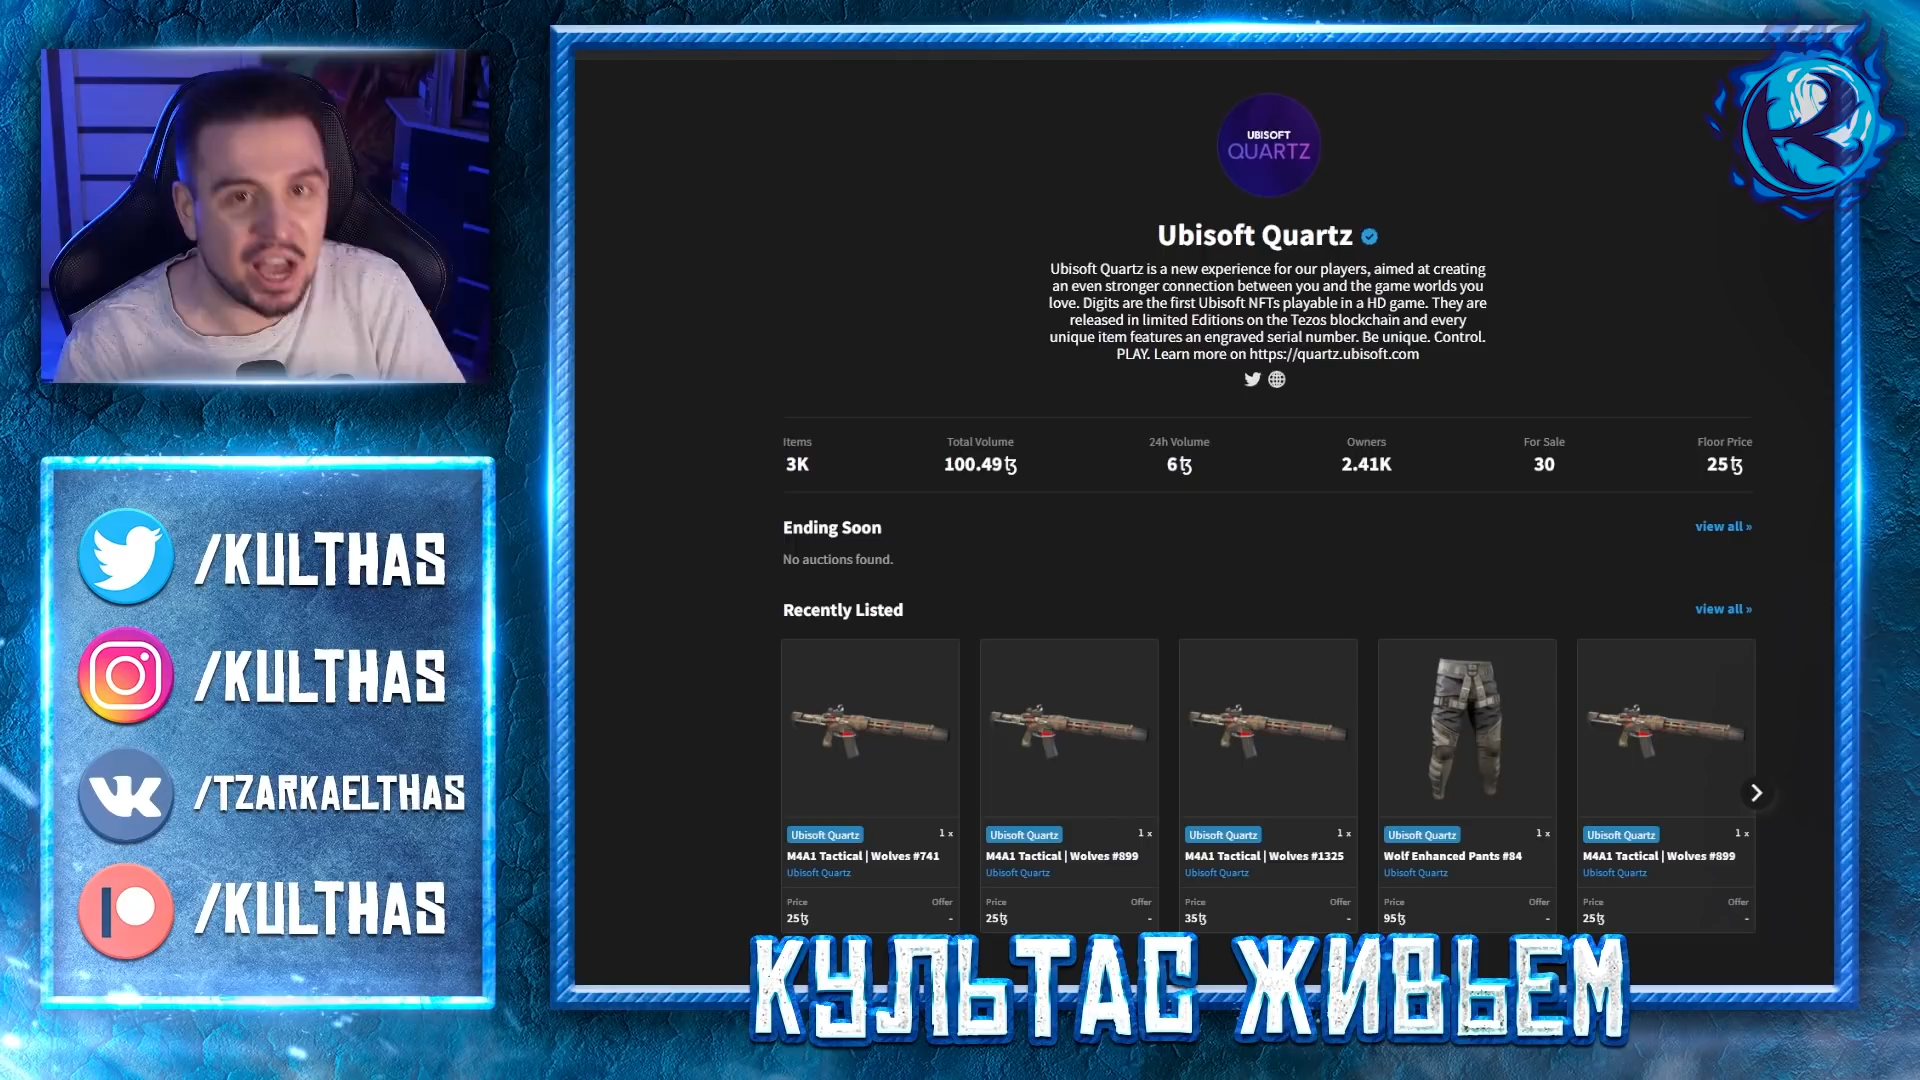 /KULTHAS
/KULTHAS
/TZARKAELTHAS
/KULTHAS
UBISOFT
QUARTZ
Ubisoft Quartz
Ubisoft Quartz is a new experience for our players, aimed at creating
an even stronger connection between you and the game worlds you
love. Digits are the first Ubisoft NFTs playable in a HD game. They are
released in limited Editions on the Tezos blockchain and every
unique item features an engraved serial number. Be unique. Control.
PLAY. Learn more on https://quartz.ubisoft.com
Items Total Volume 24h Volume Owners For Sale Floor Price
3K 100.49ꜩ 6ꜩ 2.41K 30 25ꜩ
Ending Soon view all »
No auctions found.
Recently Listed view all »
Ubisoft Quartz 1 x Ubisoft Quartz 1 x Ubisoft Quartz 1 x Ubisoft Quartz 1 x Ubisoft Quartz 1 x
M4A1 Tactical | Wolves #741 M4A1 Tactical | Wolves #899 M4A1 Tactical | Wolves #1325 Wolf Enhanced Pants #84 M4A1 Tactical | Wolves #899
Ubisoft Quartz Ubisoft Quartz Ubisoft Quartz Ubisoft Quartz Ubisoft Quartz
Price Offer Price Offer Price Offer Price Offer Price Offer
25ꜩ - 25ꜩ - 35ꜩ - 95ꜩ - 25ꜩ -
КУЛЬТАС ЖИВЬЕМ